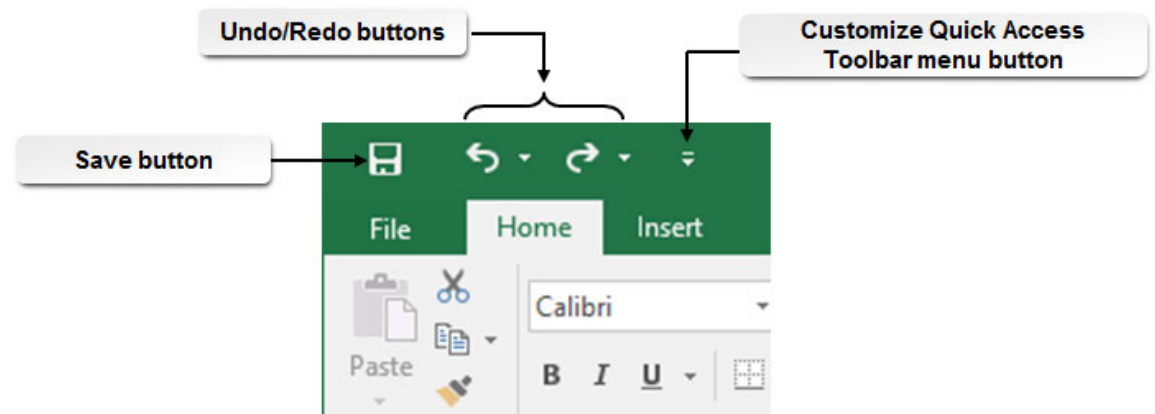 Undo/Redo buttons
Customize Quick Access
Toolbar menu button
Save button
File Home Insert
Calibri
Paste
B I U